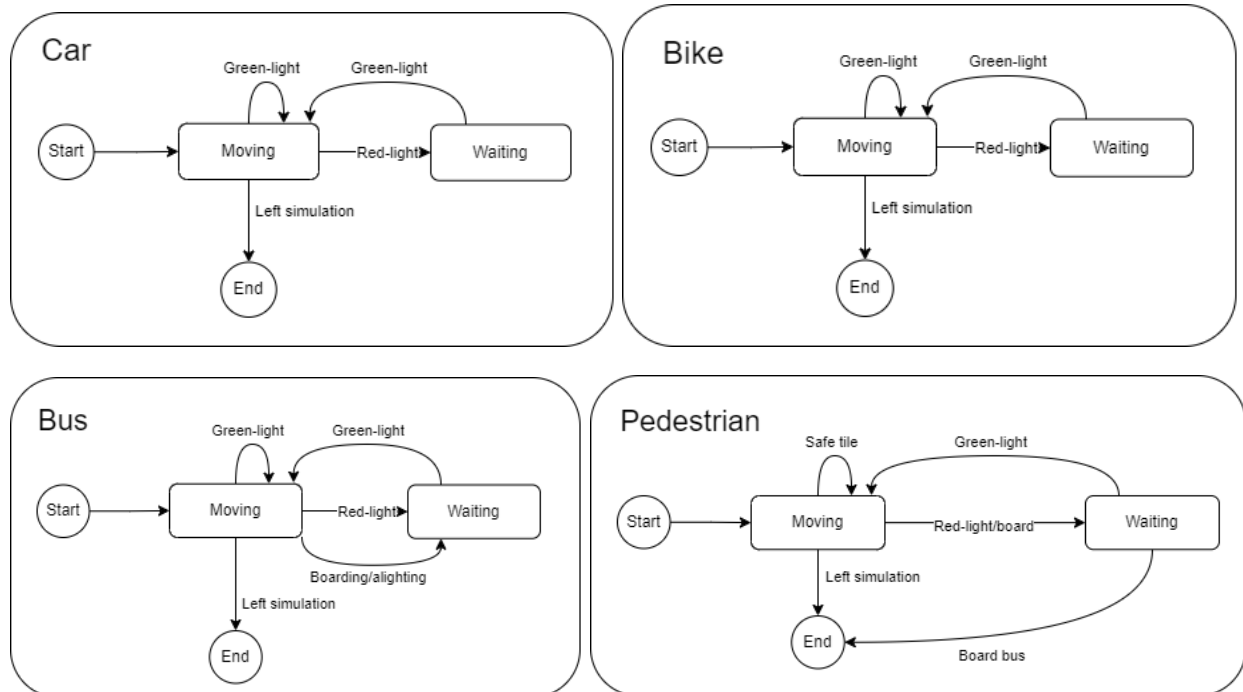 Car
Green-light
Green-light
Start
Moving
Red-light
Waiting
Left simulation
End
Bike
Green-light
Green-light
Start
Moving
Red-light
Waiting
Left simulation
End
Bus
Green-light
Green-light
Start
Moving
Red-light
Waiting
Boarding/alighting
Left simulation
End
Pedestrian
Safe tile
Green-light
Start
Moving
Red-light/board
Waiting
Left simulation
End
Board bus